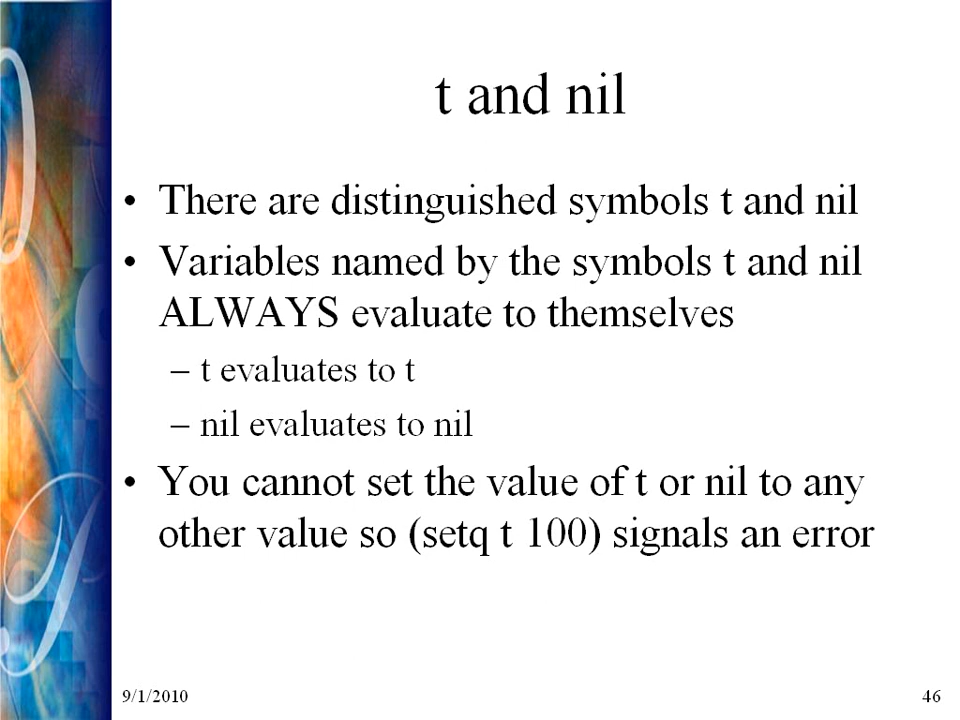 t and nil
• There are distinguished symbols t and nil
• Variables named by the symbols t and nil
ALWAYS evaluate to themselves
– t evaluates to t
– nil evaluates to nil
• You cannot set the value of t or nil to any
other value so (setq t 100) signals an error
9/1/2010 46